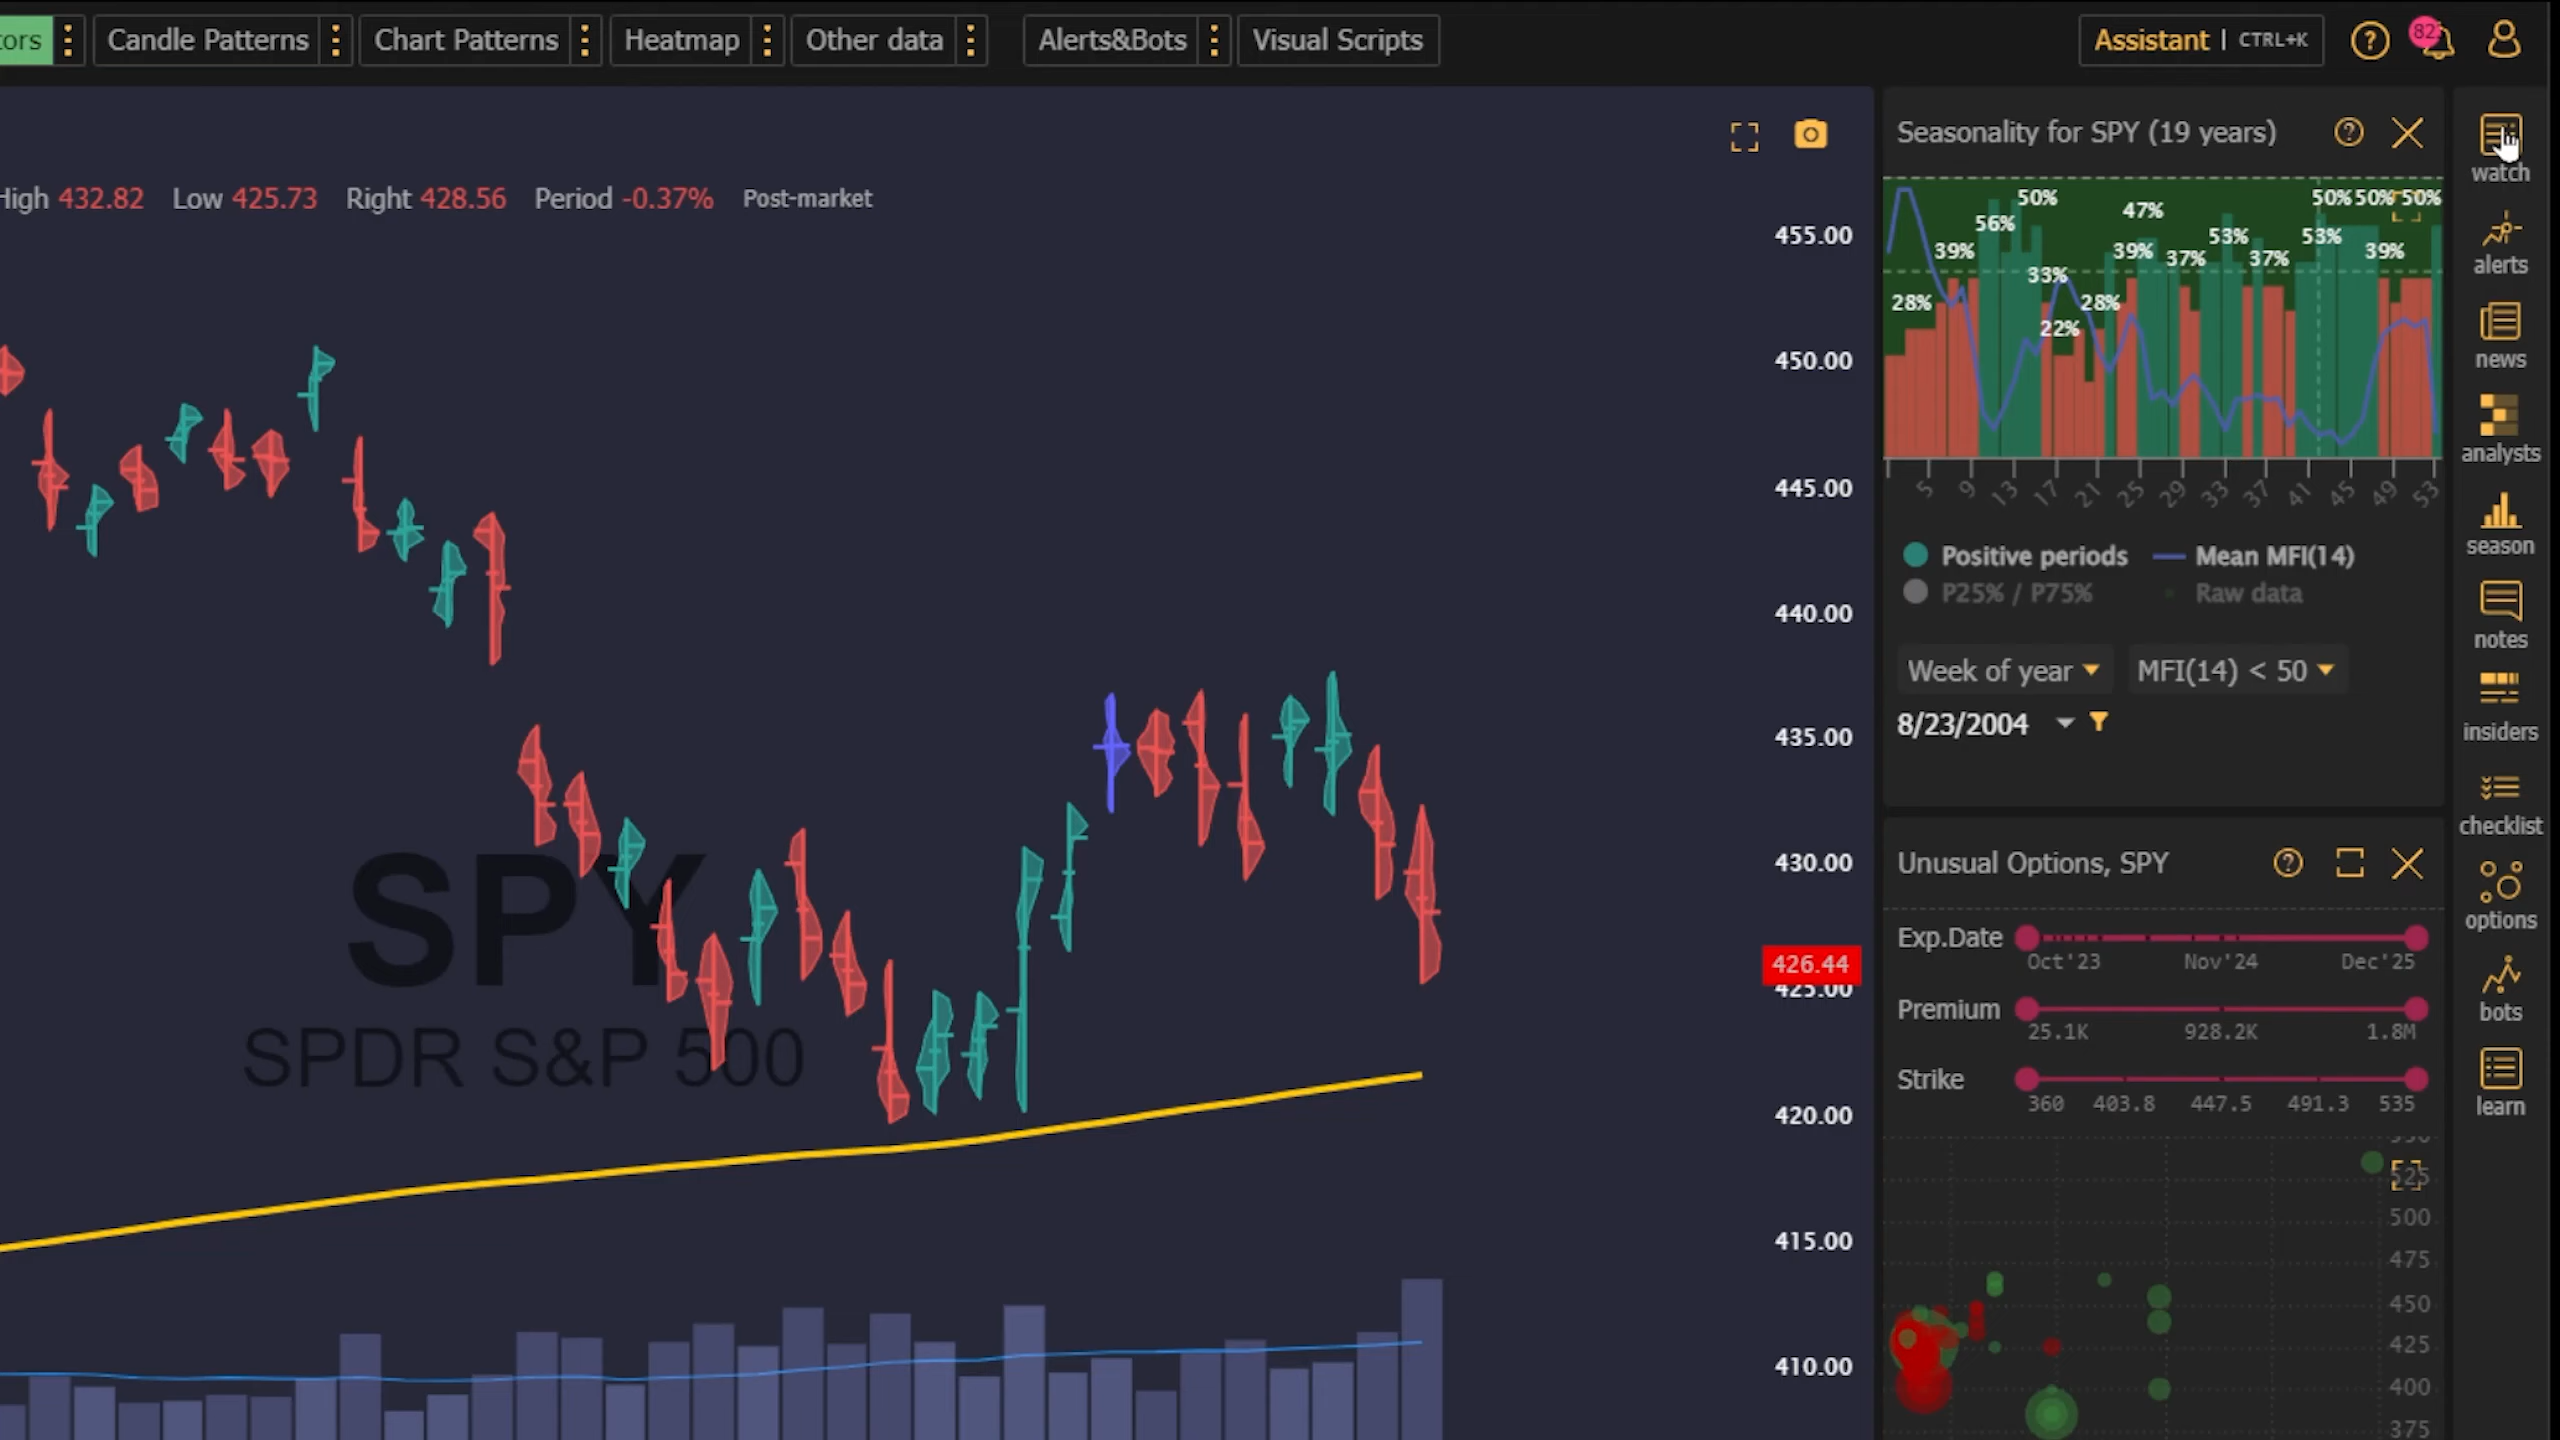 tors
Candle Patterns
Chart Patterns
Heatmap
Other data
Alerts&Bots
Visual Scripts
Assistant | CTRL+K
82
High 432.82 Low 425.73 Right 428.56 Period -0.37% Post-market
455.00
450.00
445.00
440.00
435.00
430.00
426.44
425.00
420.00
415.00
410.00
SPY
SPDR S&P 500
Seasonality for SPY (19 years)
50% 50% 50% 50%
56% 47%
39% 39% 37% 53% 37% 53% 39%
33%
28% 28%
22%
5 9 13 17 21 25 29 33 37 41 45 49 53
Positive periods Mean MFI(14)
P25% / P75% Raw data
Week of year MFI(14) < 50
8/23/2004
Unusual Options, SPY
Exp.Date
Oct'23 Nov'24 Dec'25
Premium
25.1K 928.2K 1.8M
Strike
360 403.8 447.5 491.3 535
525
500
475
450
425
400
375
watch
alerts
news
analysts
season
notes
insiders
checklist
options
bots
learn